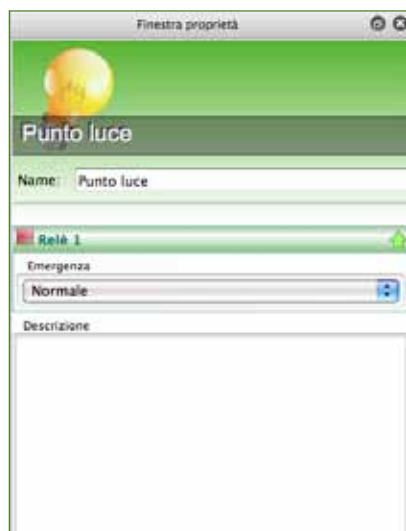 Finestra proprietà
Punto luce
Name: Punto luce
Relè 1
Emergenza
Normale
Descrizione